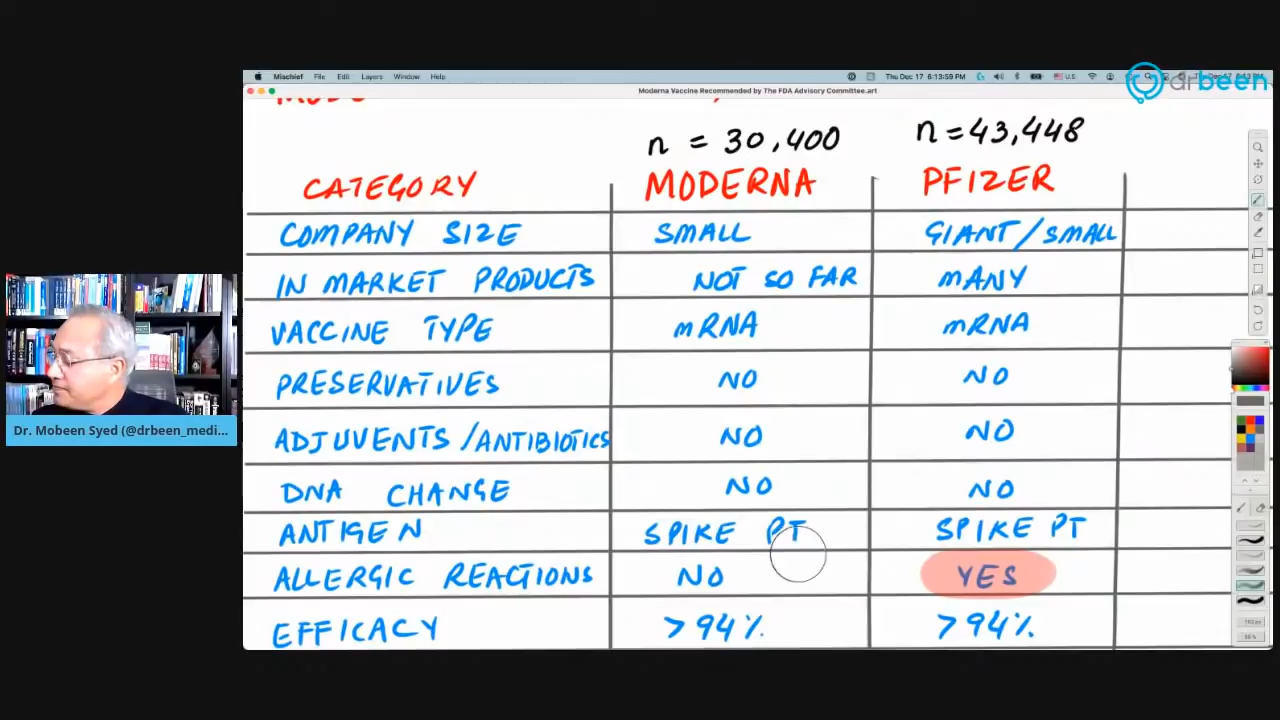 Mischief File Edit Layers Window Help Thu Dec 17 6:13:59 PM U.S.
drbeen
Moderna Vaccine Recommended by The FDA Advisory Committee.art
n = 30,400 n = 43,448
CATEGORY MODERNA PFIZER
COMPANY SIZE SMALL GIANT/SMALL
IN MARKET PRODUCTS NOT SO FAR MANY
VACCINE TYPE mRNA mRNA
PRESERVATIVES NO NO
ADJUVENTS/ANTIBIOTICS NO NO
DNA CHANGE NO NO
ANTIGEN SPIKE PT SPIKE PT
ALLERGIC REACTIONS NO YES
EFFICACY >94% >94%
Dr. Mobeen Syed (@drbeen_medi...